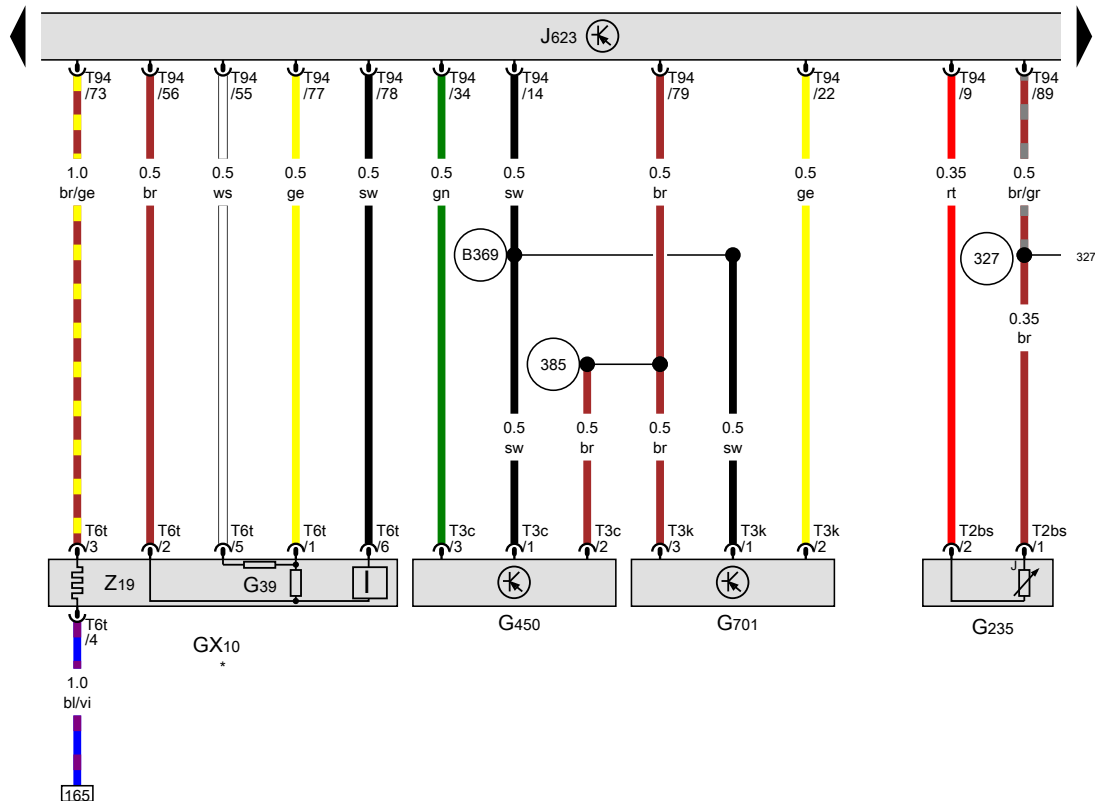 J623
T94 T94 T94 T94 T94 T94 T94 T94 T94 T94 T94
/73 /56 /55 /77 /78 /34 /14 /79 /22 /9 /89
1.0 0.5 0.5 0.5 0.5 0.5 0.5 0.5 0.5 0.35 0.5
br/ge br ws ge sw gn sw br ge rt br/gr
B369 327 327
0.35
br
385
0.5 0.5 0.5 0.5
sw br br sw
T6t T6t T6t T6t T6t T3c T3c T3c T3k T3k T3k T2bs T2bs
/3 /2 /5 /1 /6 /3 /1 /2 /3 /1 /2 /2 /1
J
Z19 G39
G450 G701 G235
T6t
/4
GX10
*
1.0
bl/vi
165